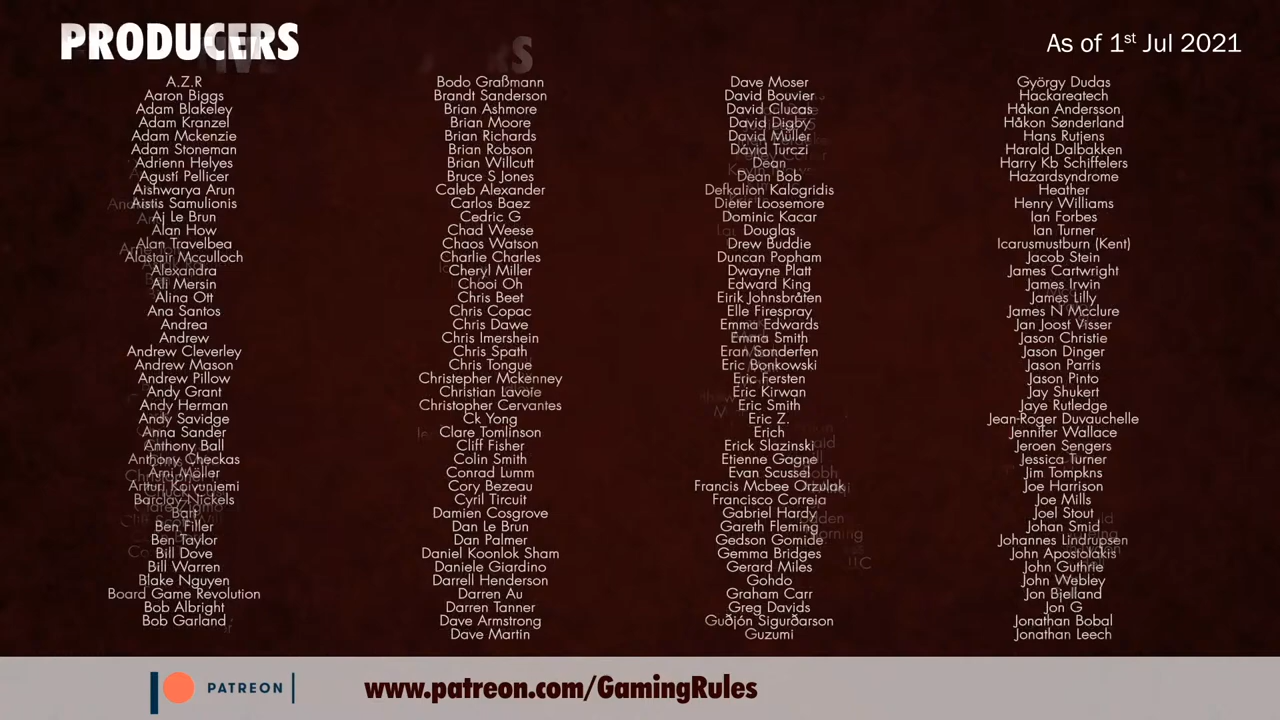 PRODUCERS
As of 1st Jul 2021
A.Z.R
Aaron Biggs
Adam Blakeley
Adam Kranzel
Adam Mckenzie
Adam Stoneman
Adrienn Helyes
Agustí Pellicer
Aishwarya Arun
Aistis Samulionis
Aj Le Brun
Alan How
Alan Travelbea
Alastair Mcculloch
Alexandra
Ali Mersin
Alina Ott
Ana Santos
Andrea
Andrew
Andrew Cleverley
Andrew Mason
Andrew Pillow
Andy Grant
Andy Herman
Andy Savidge
Anna Sander
Anthony Ball
Anthony Checkas
Arni Möller
Artturi Kaivuniemi
Barclay Nickels
Bart
Ben Filler
Ben Taylor
Bill Dove
Bill Warren
Blake Nguyen
Board Game Revolution
Bob Albright
Bob Garland
Bodo Graßmann
Brandt Sanderson
Brian Ashmore
Brian Moore
Brian Richards
Brian Robson
Brian Willcutt
Bruce S Jones
Caleb Alexander
Carlos Baez
Cedric G
Chad Weese
Chaos Watson
Charlie Charles
Cheryl Miller
Chooi Oh
Chris Beet
Chris Copac
Chris Dawe
Chris Imershein
Chris Spath
Chris Tongue
Christepher Mckenney
Christian Lavoie
Christopher Cervantes
Ck Yong
Clare Tomlinson
Cliff Fisher
Colin Smith
Conrad Lumm
Cory Bezeau
Cyril Tircuit
Damien Cosgrove
Dan Le Brun
Dan Palmer
Daniel Koonlok Sham
Daniele Giardino
Darrell Henderson
Darren Au
Darren Tanner
Dave Armstrong
Dave Martin
Dave Moser
David Bouvier
David Clucas
David Digby
David Müller
Dávid Turczi
Dean
Dean Bob
Defkalion Kalogridis
Dieter Loosemore
Dominic Kacar
Douglas
Drew Buddie
Duncan Popham
Dwayne Platt
Edward King
Eirik Johnsbråten
Elle Firespray
Emma Edwards
Emma Smith
Eran Sanderfen
Eric Bonkowski
Eric Fersten
Eric Kirwan
Eric Smith
Eric Z.
Erich
Erick Slazinski
Etienne Gagne
Evan Scussel
Francis Mcbee Orzulak
Francisco Correia
Gabriel Hardy
Gareth Fleming
Gedson Gomide
Gemma Bridges
Gerard Miles
Gohdo
Graham Carr
Greg Davids
Guðjón Sigurðarson
Guzumi
György Dudas
Hackareatech
Håkan Andersson
Håkon Sønderland
Hans Rutjens
Harald Dalbakken
Harry Kb Schiffelers
Hazardsyndrome
Heather
Henry Williams
Ian Forbes
Ian Turner
Icarusmustburn (Kent)
Jacob Stein
James Cartwright
James Irwin
James Lilly
James N Mcclure
Jan Joost Visser
Jason Christie
Jason Dinger
Jason Parris
Jason Pinto
Jay Shukert
Jaye Rutledge
Jean-Roger Duvauchelle
Jennifer Wallace
Jeroen Sengers
Jessica Turner
Jim Tompkns
Joe Harrison
Joe Mills
Joel Stout
Johan Smid
Johannes Lindrupsen
John Apostolakis
John Guthrie
John Webley
Jon Bjelland
Jon G
Jonathan Bobal
Jonathan Leech
PATREON
www.patreon.com/GamingRules